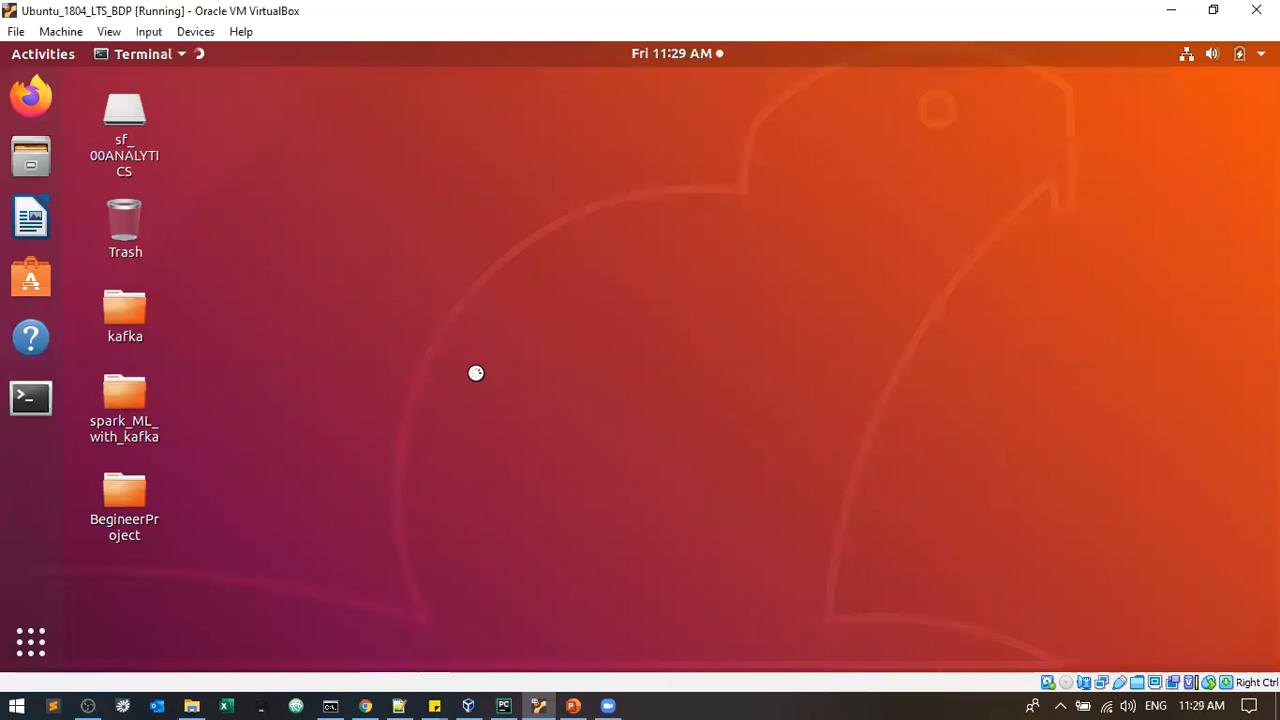 Ubuntu_1804_LTS_BDP [Running] - Oracle VM VirtualBox
File Machine View Input Devices Help
Activities Terminal Fri 11:29 AM
sf_
00ANALYTI
CS
Trash
kafka
spark_ML_
with_kafka
BegineerPr
oject
Right Ctrl
ENG 11:29 AM